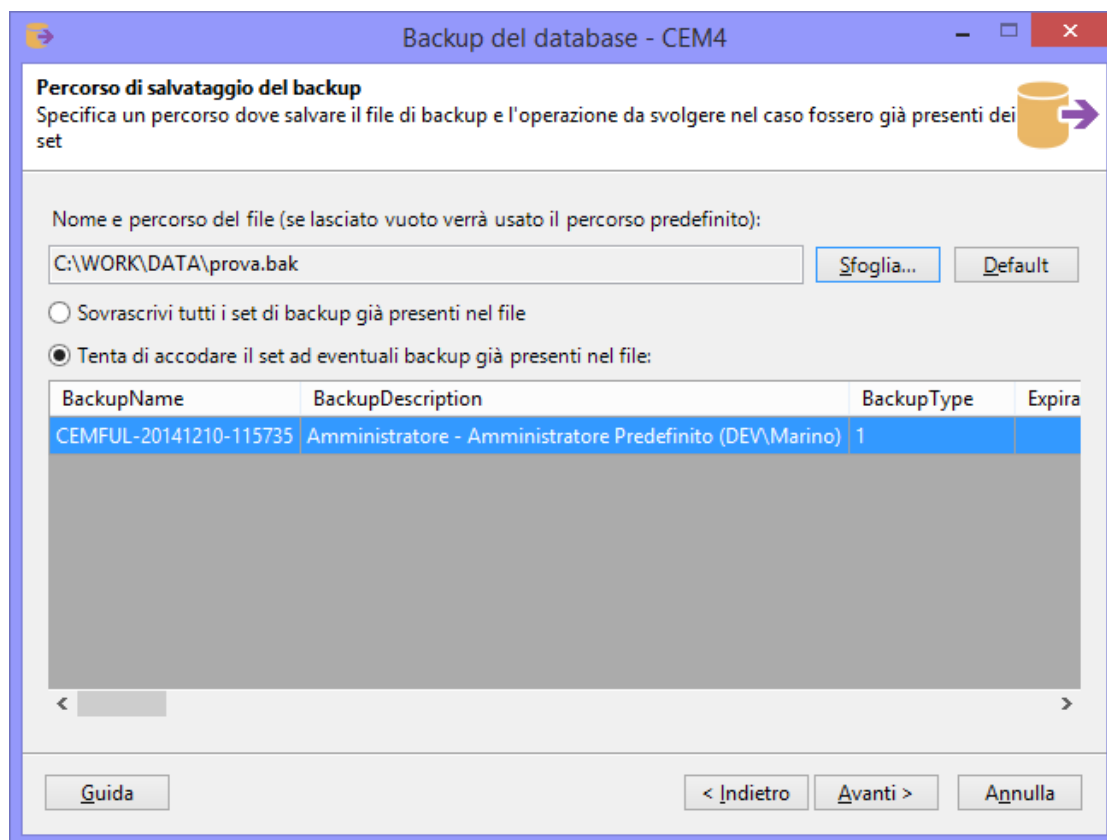 Backup del database - CEM4
Percorso di salvataggio del backup
Specifica un percorso dove salvare il file di backup e l'operazione da svolgere nel caso fossero già presenti dei
set
Nome e percorso del file (se lasciato vuoto verrà usato il percorso predefinito):
C:\WORK\DATA\prova.bak Sfoglia... Default
Sovrascrivi tutti i set di backup già presenti nel file
Tenta di accodare il set ad eventuali backup già presenti nel file:
BackupName BackupDescription BackupType Expira
CEMFUL-20141210-115735 Amministratore - Amministratore Predefinito (DEV\Marino) 1
Guida < Indietro Avanti > Annulla